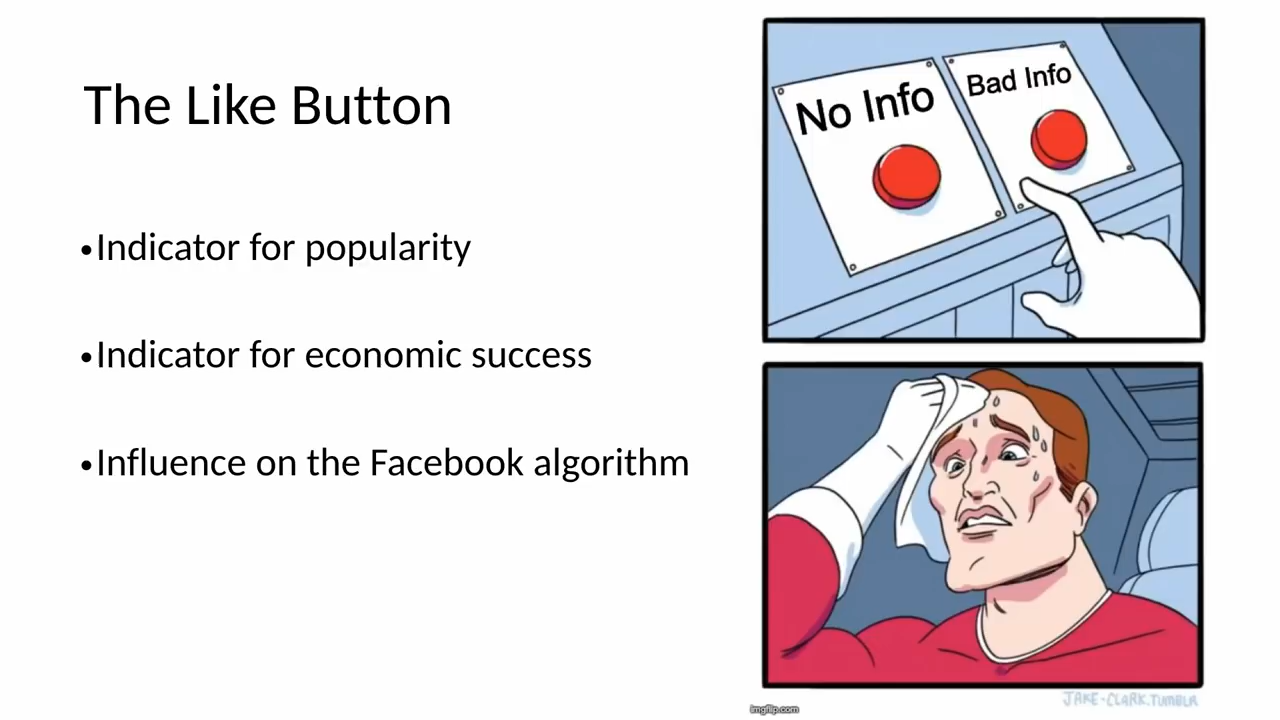 The Like Button
•Indicator for popularity
•Indicator for economic success
•Influence on the Facebook algorithm
No Info
Bad Info
JAKE-CLARK.TUMBLR
imgflip.com